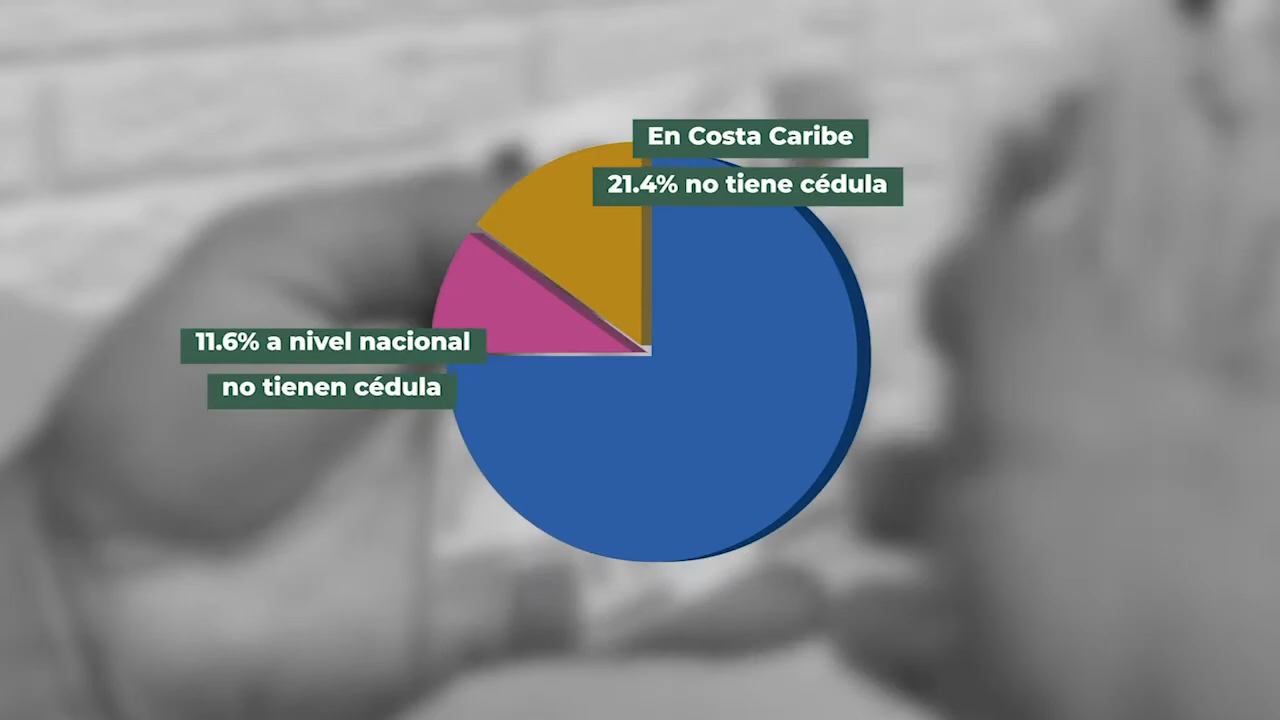 En Costa Caribe
21.4% no tiene cédula
11.6% a nivel nacional
no tienen cédula